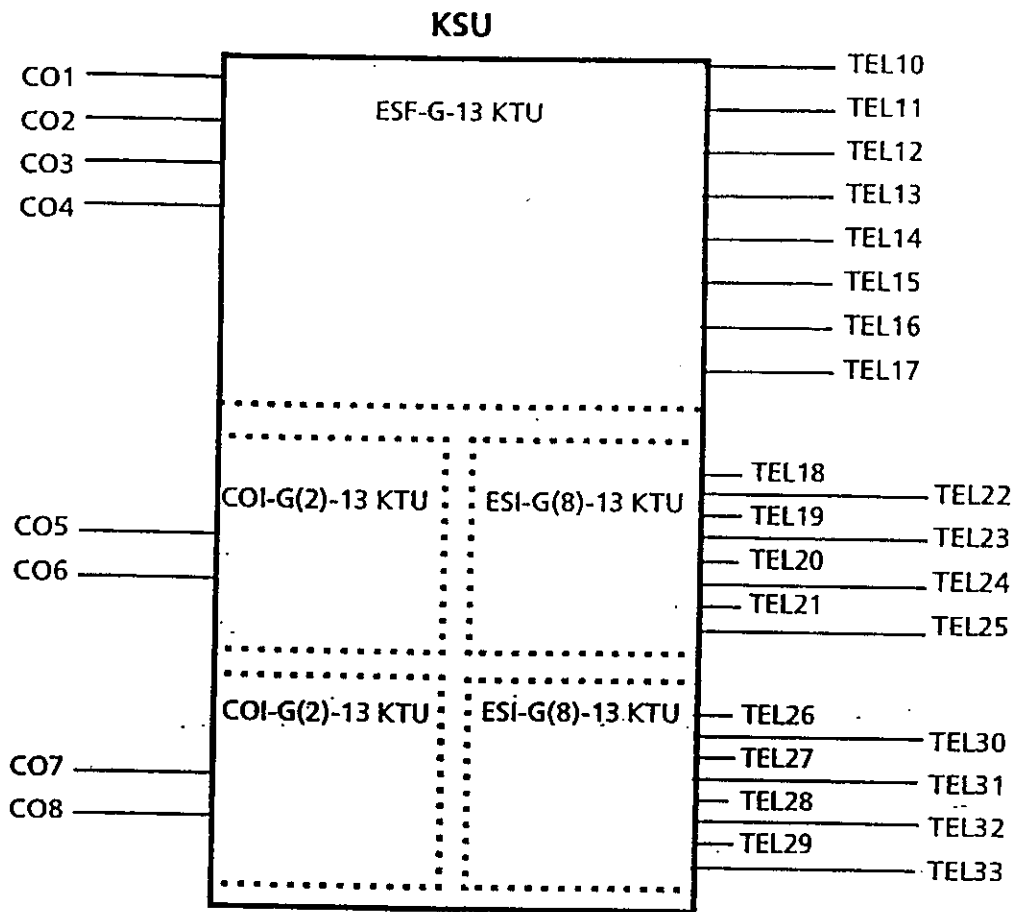 KSU
CO1
CO2
CO3
CO4
ESF-G-13 KTU
TEL10
TEL11
TEL12
TEL13
TEL14
TEL15
TEL16
TEL17
COI-G(2)-13 KTU
ESI-G(8)-13 KTU
CO5
CO6
TEL18
TEL22
TEL19
TEL23
TEL20
TEL24
TEL21
TEL25
COI-G(2)-13 KTU
ESI-G(8)-13 KTU
CO7
CO8
TEL26
TEL30
TEL27
TEL31
TEL28
TEL32
TEL29
TEL33